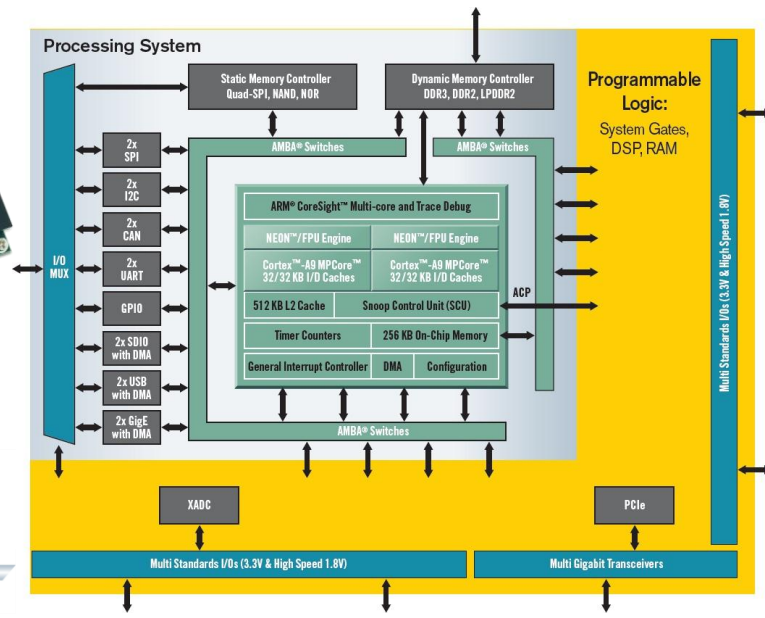 Processing System
Static Memory Controller
Quad-SPI, NAND, NOR
Dynamic Memory Controller
DDR3, DDR2, LPDDR2
Programmable
Logic:
System Gates,
DSP, RAM
2x
SPI
AMBA® Switches
AMBA® Switches
2x
I2C
ARM® CoreSight™ Multi-core and Trace Debug
2x
CAN
NEON™/FPU Engine
NEON™/FPU Engine
I/O
MUX
2x
UART
Cortex™-A9 MPCore™
32/32 KB I/D Caches
Cortex™-A9 MPCore™
32/32 KB I/D Caches
ACP
GPIO
512 KB L2 Cache
Snoop Control Unit (SCU)
2x SDIO
with DMA
Timer Counters
256 KB On-Chip Memory
2x USB
with DMA
General Interrupt Controller
DMA
Configuration
2x GigE
with DMA
AMBA® Switches
Multi Standards I/Os (3.3V & High Speed 1.8V)
XADC
PCIe
Multi Standards I/Os (3.3V & High Speed 1.8V)
Multi Gigabit Transceivers